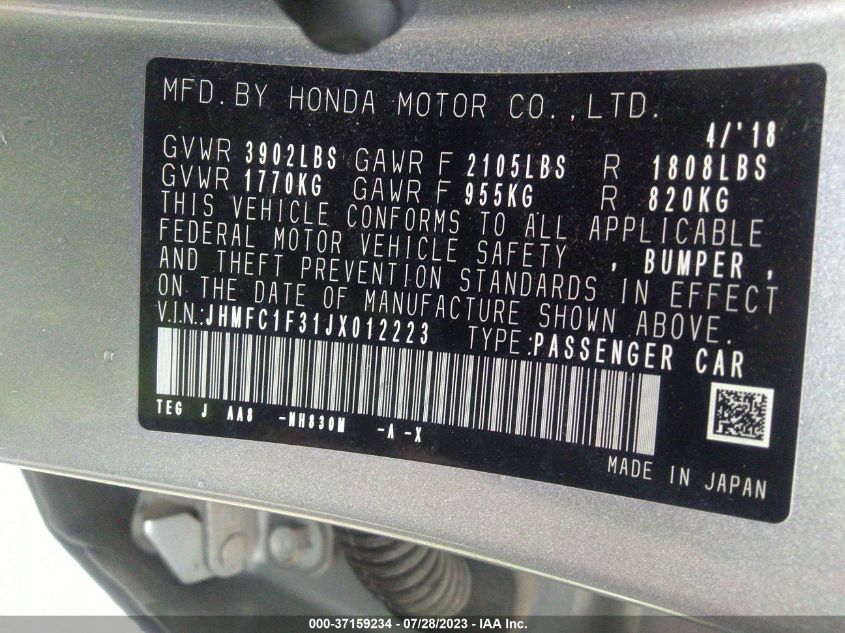 MFD. BY HONDA MOTOR CO., LTD.
4/'18
GVWR 3902LBS GAWR F 2105LBS R 1808LBS
GVWR 1770KG GAWR F 955KG R 820KG
THIS VEHICLE CONFORMS TO ALL APPLICABLE
FEDERAL MOTOR VEHICLE SAFETY , BUMPER ,
AND THEFT PREVENTION STANDARDS IN EFFECT
ON THE DATE OF MANUFACTURE SHOWN ABOVE.
V.I.N.:JHMFC1F31JX012223 TYPE:PASSENGER CAR
TEG J AA8 -NH830M -A -X
MADE IN JAPAN
000-37159234 / 07/28/2023 - IAA Inc.